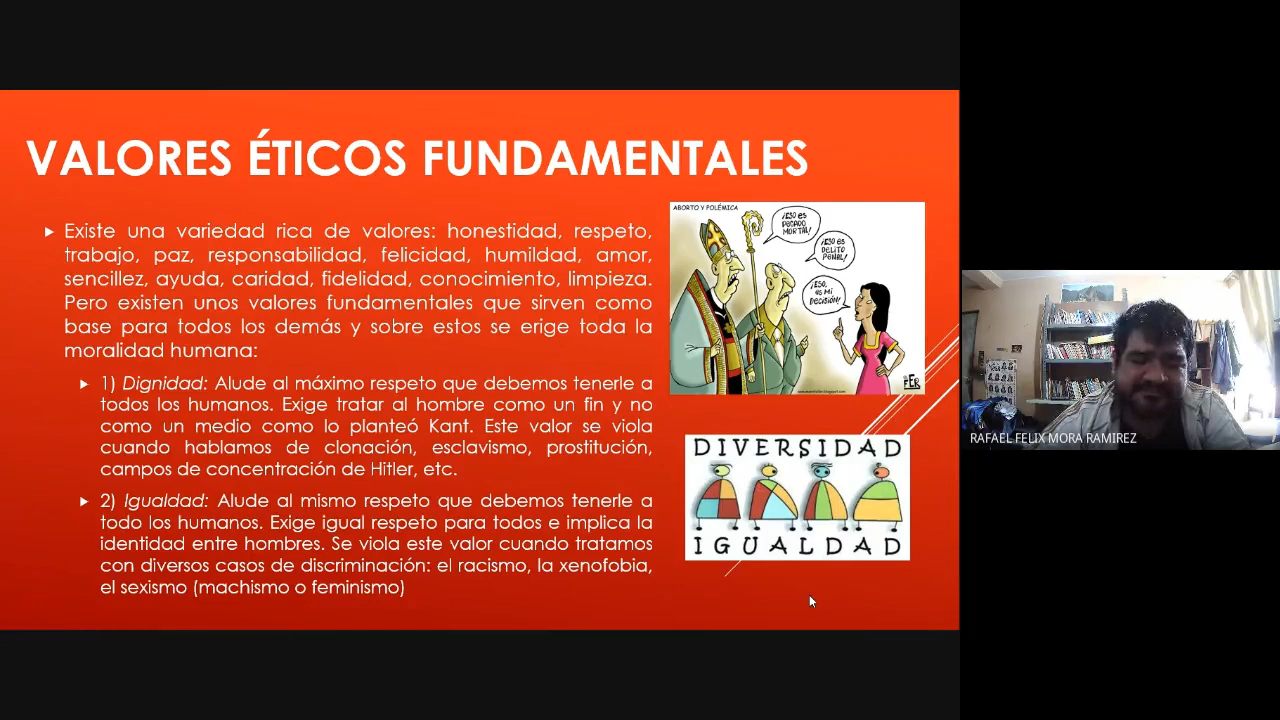 VALORES ÉTICOS FUNDAMENTALES
Existe una variedad rica de valores: honestidad, respeto,
trabajo, paz, responsabilidad, felicidad, humildad, amor,
sencillez, ayuda, caridad, fidelidad, conocimiento, limpieza.
Pero existen unos valores fundamentales que sirven como
base para todos los demás y sobre estos se erige toda la
moralidad humana:
1) Dignidad: Alude al máximo respeto que debemos tenerle a
todos los humanos. Exige tratar al hombre como un fin y no
como un medio como lo planteó Kant. Este valor se viola
cuando hablamos de clonación, esclavismo, prostitución,
campos de concentración de Hitler, etc.
2) Igualdad: Alude al mismo respeto que debemos tenerle a
todo los humanos. Exige igual respeto para todos e implica la
identidad entre hombres. Se viola este valor cuando tratamos
con diversos casos de discriminación: el racismo, la xenofobia,
el sexismo (machismo o feminismo)
ABORTO Y POLÉMICA
¡ESO ES
PECADO
MORTAL!
¡ESO ES
DELITO
PENAL!
¡ESO,
ES MI
DECISIÓN!
DIVERSIDAD
IGUALDAD
RAFAEL FELIX MORA RAMIREZ